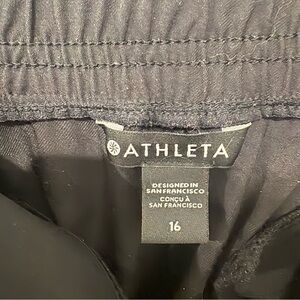 ATHLETA
DESIGNED IN
SAN FRANCISCO
CONÇU À
SAN FRANCISCO
16